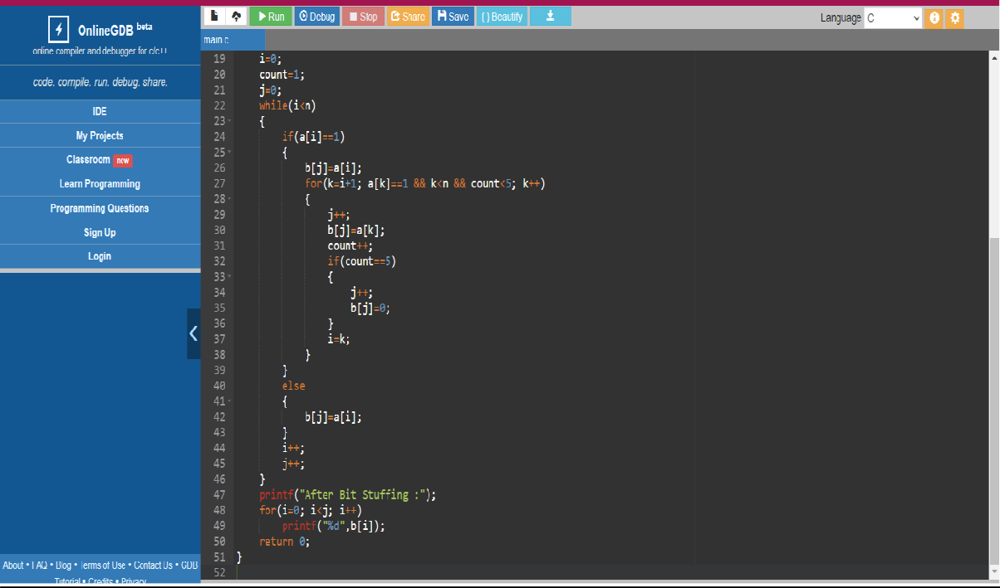 OnlineGDB beta
online compiler and debugger for c/c++
code. compile. run. debug. share.
IDE
My Projects
Classroom new
Learn Programming
Programming Questions
Sign Up
Login
About • FAQ • Blog • Terms of Use • Contact Us • GDB
Tutorial • Credits • Privacy
Run Debug Stop Share Save {} Beautify Language C
main c
19 i=0;
20 count=1;
21 j=0;
22 while(i<n)
23 {
24 if(a[i]==1)
25 {
26 b[j]=a[i];
27 for(k=i+1; a[k]==1 && k<n && count<5; k++)
28 {
29 j++;
30 b[j]=a[k];
31 count++;
32 if(count==5)
33 {
34 j++;
35 b[j]=0;
36 }
37 i=k;
38 }
39 }
40 else
41 {
42 b[j]=a[i];
43 }
44 i++;
45 j++;
46 }
47 printf("After Bit Stuffing :");
48 for(i=0; i<j; i++)
49 printf("%d",b[i]);
50 return 0;
51 }
52